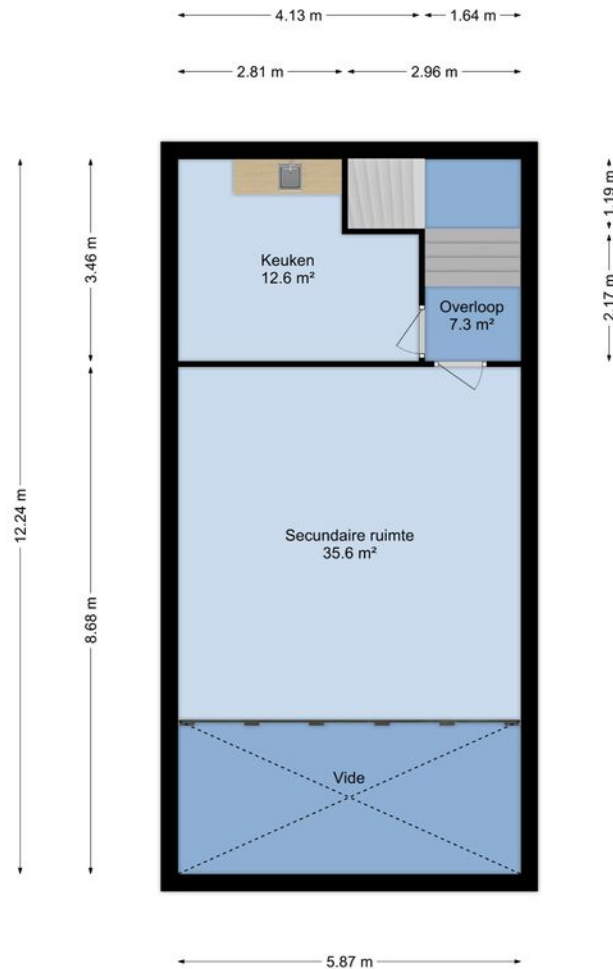 4.13 m
1.64 m
2.81 m
2.96 m
1.19 m
3.46 m
Keuken
12.6 m²
2.17 m
Overloop
7.3 m²
12.24 m
Secundaire ruimte
35.6 m²
8.68 m
Vide
5.87 m